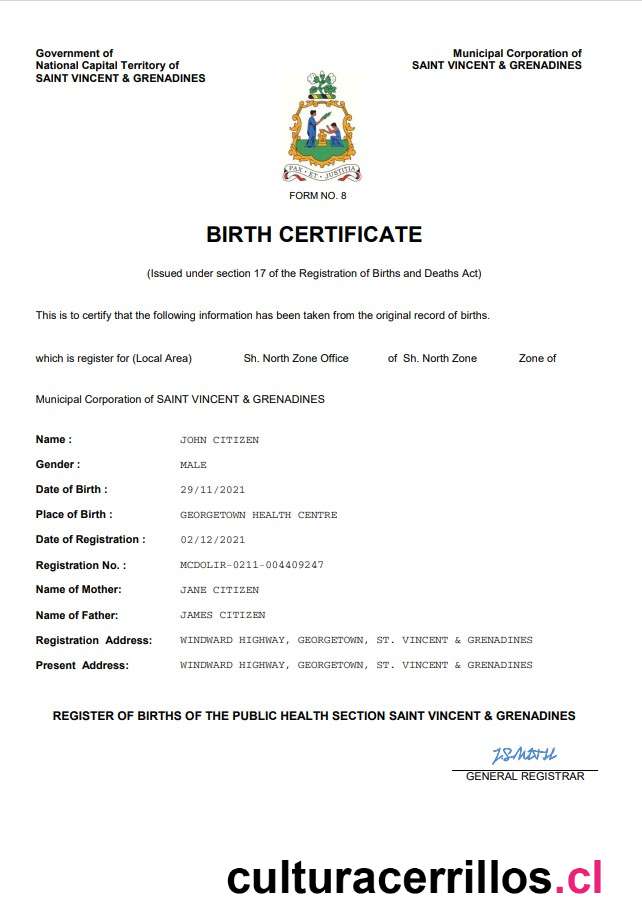 Government of
National Capital Territory of
SAINT VINCENT & GRENADINES
Municipal Corporation of
SAINT VINCENT & GRENADINES
PAX • ET • JUSTITIA
FORM NO. 8
BIRTH CERTIFICATE
(Issued under section 17 of the Registration of Births and Deaths Act)
This is to certify that the following information has been taken from the original record of births.
which is register for (Local Area) Sh. North Zone Office of Sh. North Zone Zone of
Municipal Corporation of SAINT VINCENT & GRENADINES
Name : JOHN CITIZEN
Gender : MALE
Date of Birth : 29/11/2021
Place of Birth : GEORGETOWN HEALTH CENTRE
Date of Registration : 02/12/2021
Registration No. : MCDOLIR-0211-004409247
Name of Mother: JANE CITIZEN
Name of Father: JAMES CITIZEN
Registration Address: WINDWARD HIGHWAY, GEORGETOWN, ST. VINCENT & GRENADINES
Present Address: WINDWARD HIGHWAY, GEORGETOWN, ST. VINCENT & GRENADINES
REGISTER OF BIRTHS OF THE PUBLIC HEALTH SECTION SAINT VINCENT & GRENADINES
GENERAL REGISTRAR
culturacerrillos.cl